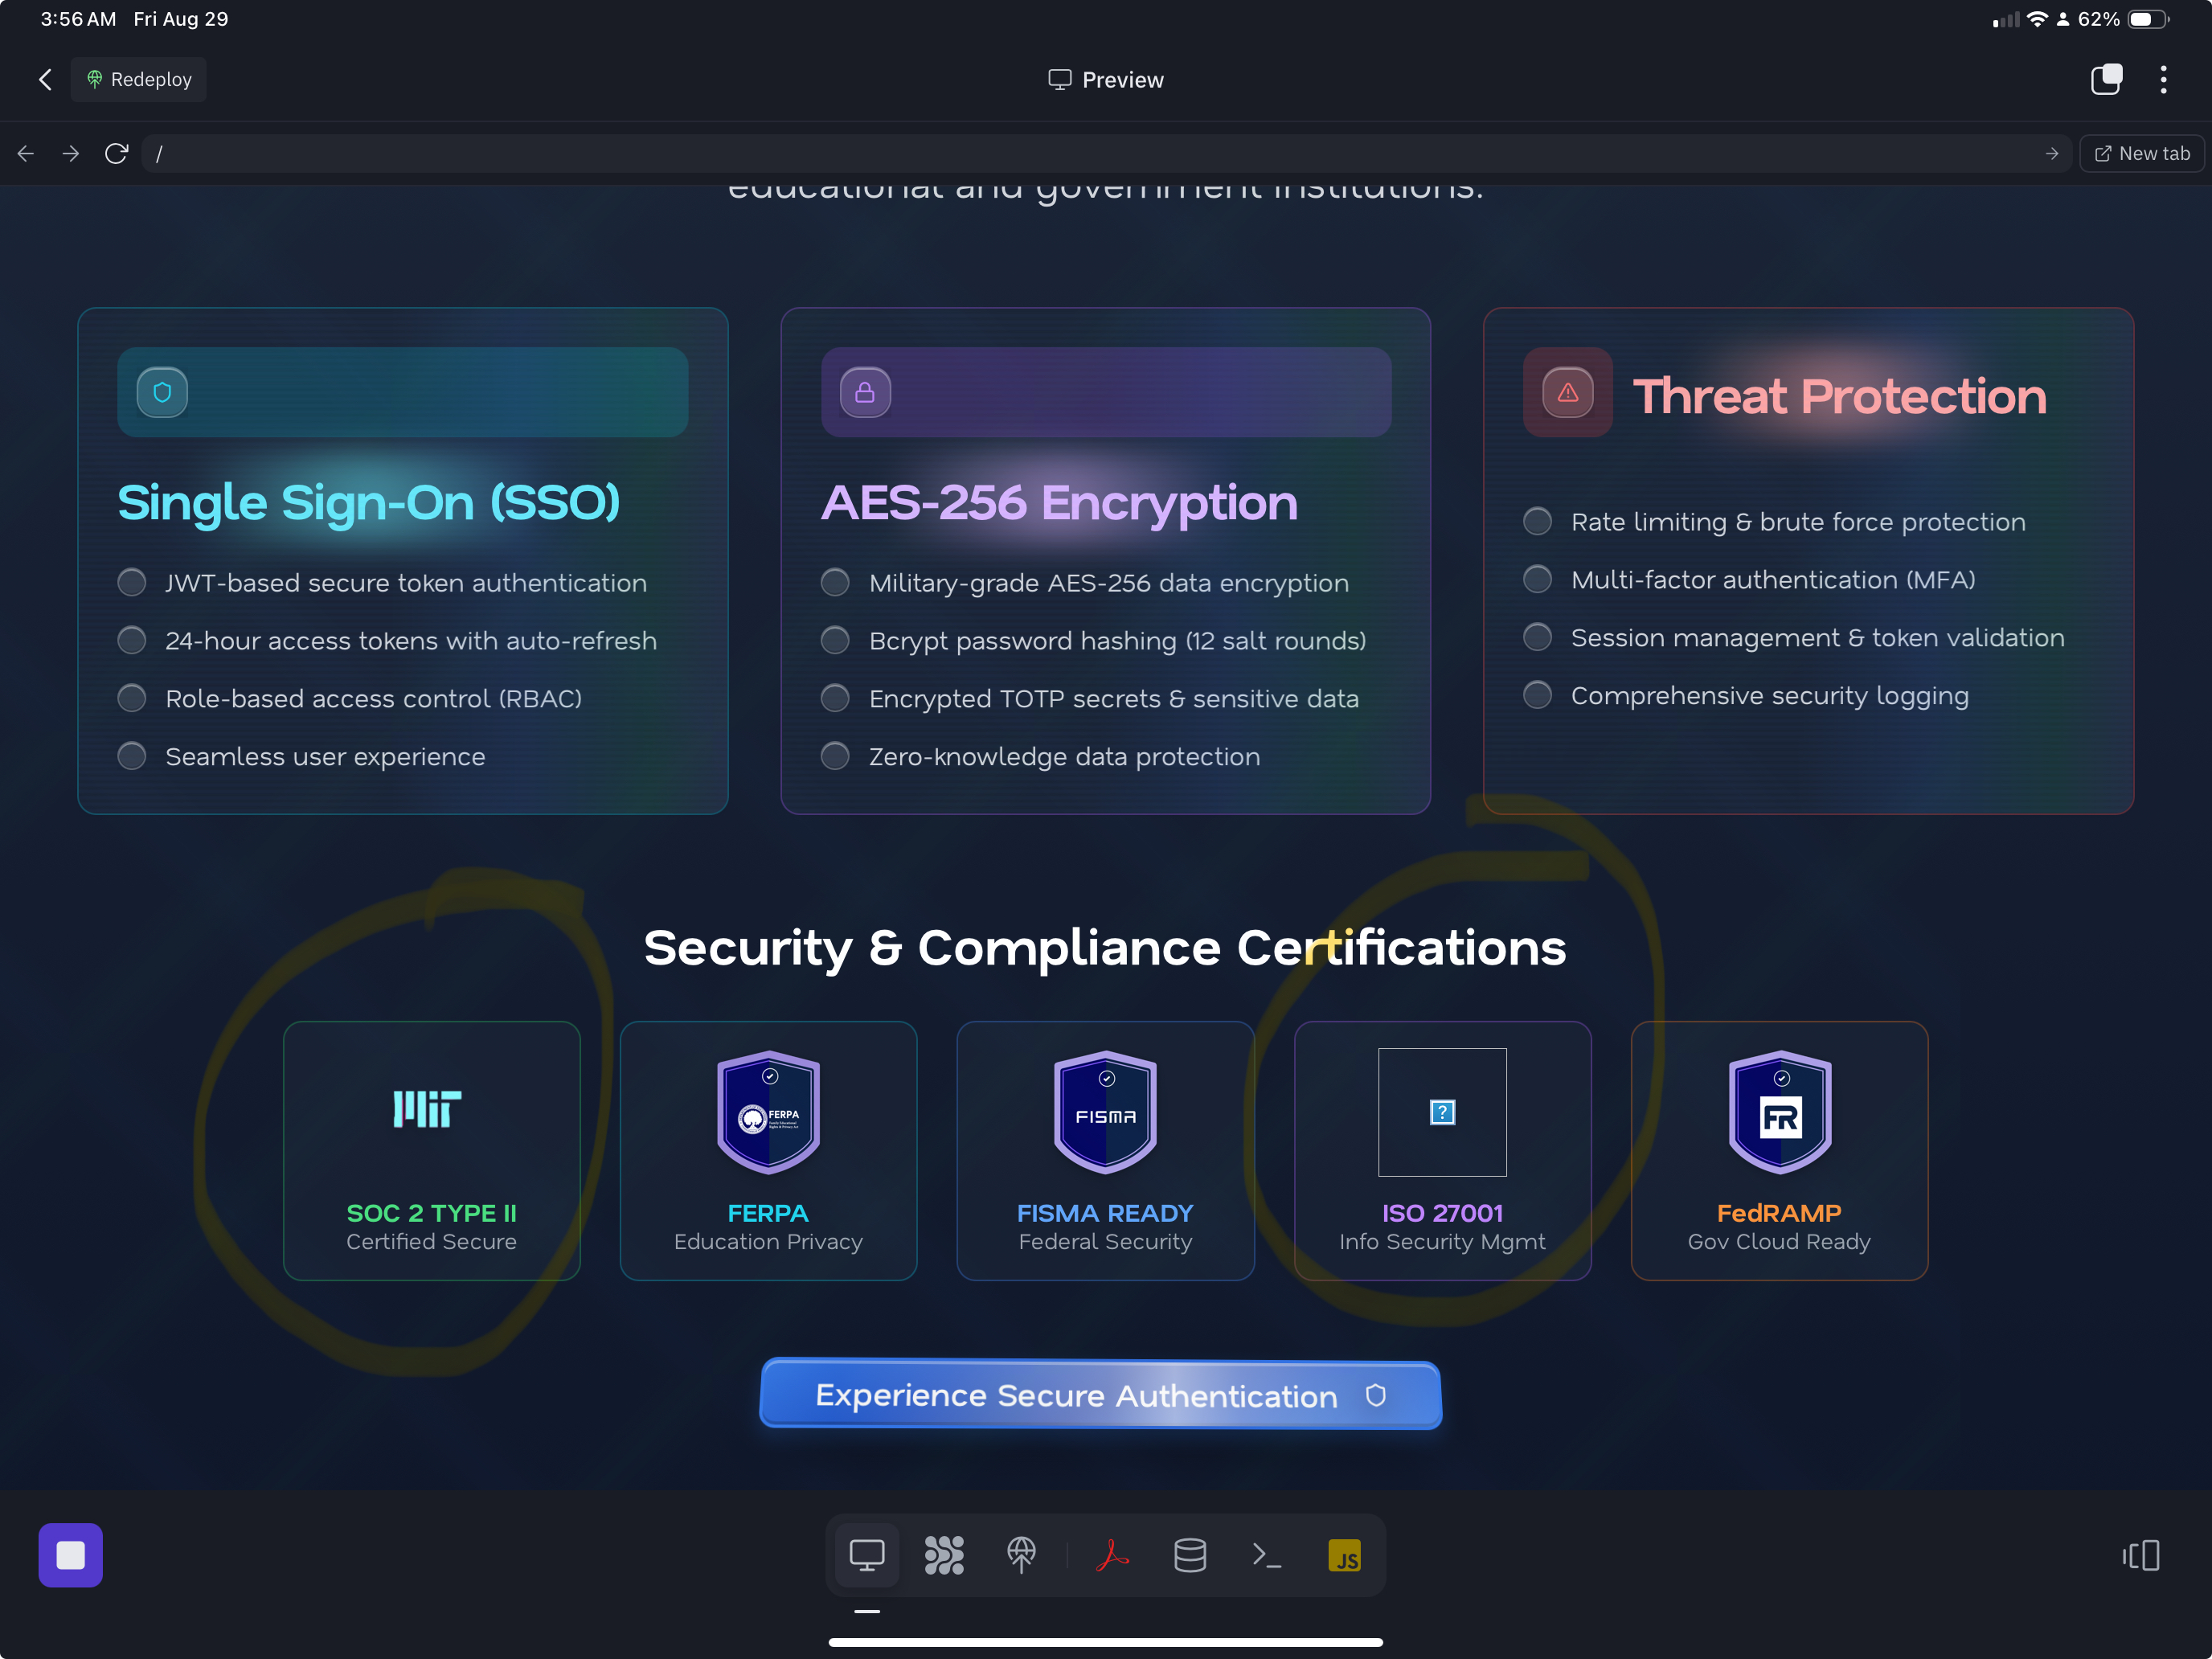 3:56 AM Fri Aug 29
62%
Redeploy
Preview
/
New tab
educational and government institutions.
Single Sign-On (SSO)
JWT-based secure token authentication
24-hour access tokens with auto-refresh
Role-based access control (RBAC)
Seamless user experience
AES-256 Encryption
Military-grade AES-256 data encryption
Bcrypt password hashing (12 salt rounds)
Encrypted TOTP secrets & sensitive data
Zero-knowledge data protection
Threat Protection
Rate limiting & brute force protection
Multi-factor authentication (MFA)
Session management & token validation
Comprehensive security logging
Security & Compliance Certifications
MIT
SOC 2 TYPE II
Certified Secure
FERPA
FERPA
Education Privacy
FISMA
FISMA READY
Federal Security
?
ISO 27001
Info Security Mgmt
FR
FedRAMP
Gov Cloud Ready
Experience Secure Authentication
JS